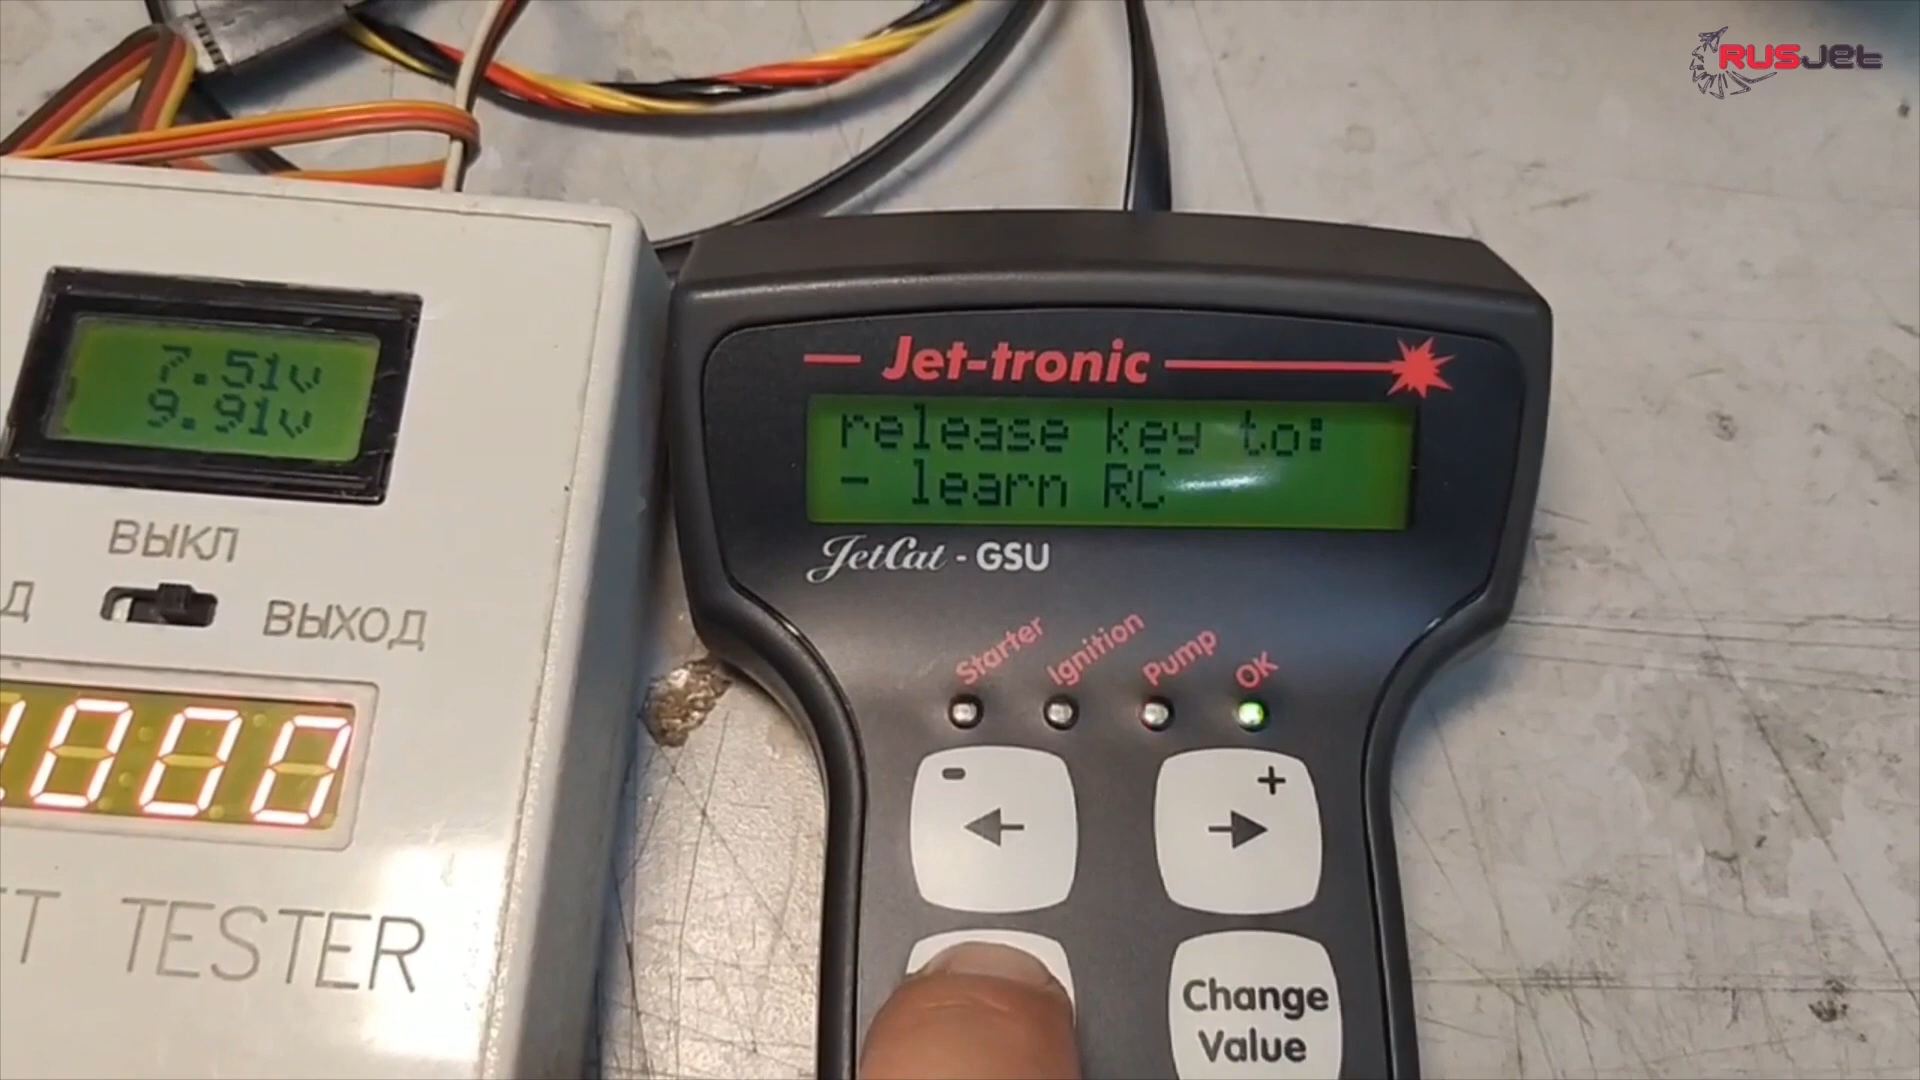 RUSJet
7.51v
9.91v
ВЫКЛ
ВЫХОД
000
TESTER
Jet-tronic
release key to:
- learn RC
JetCat - GSU
Starter
Ignition
Pump
OK
-
+
←
→
Change
Value